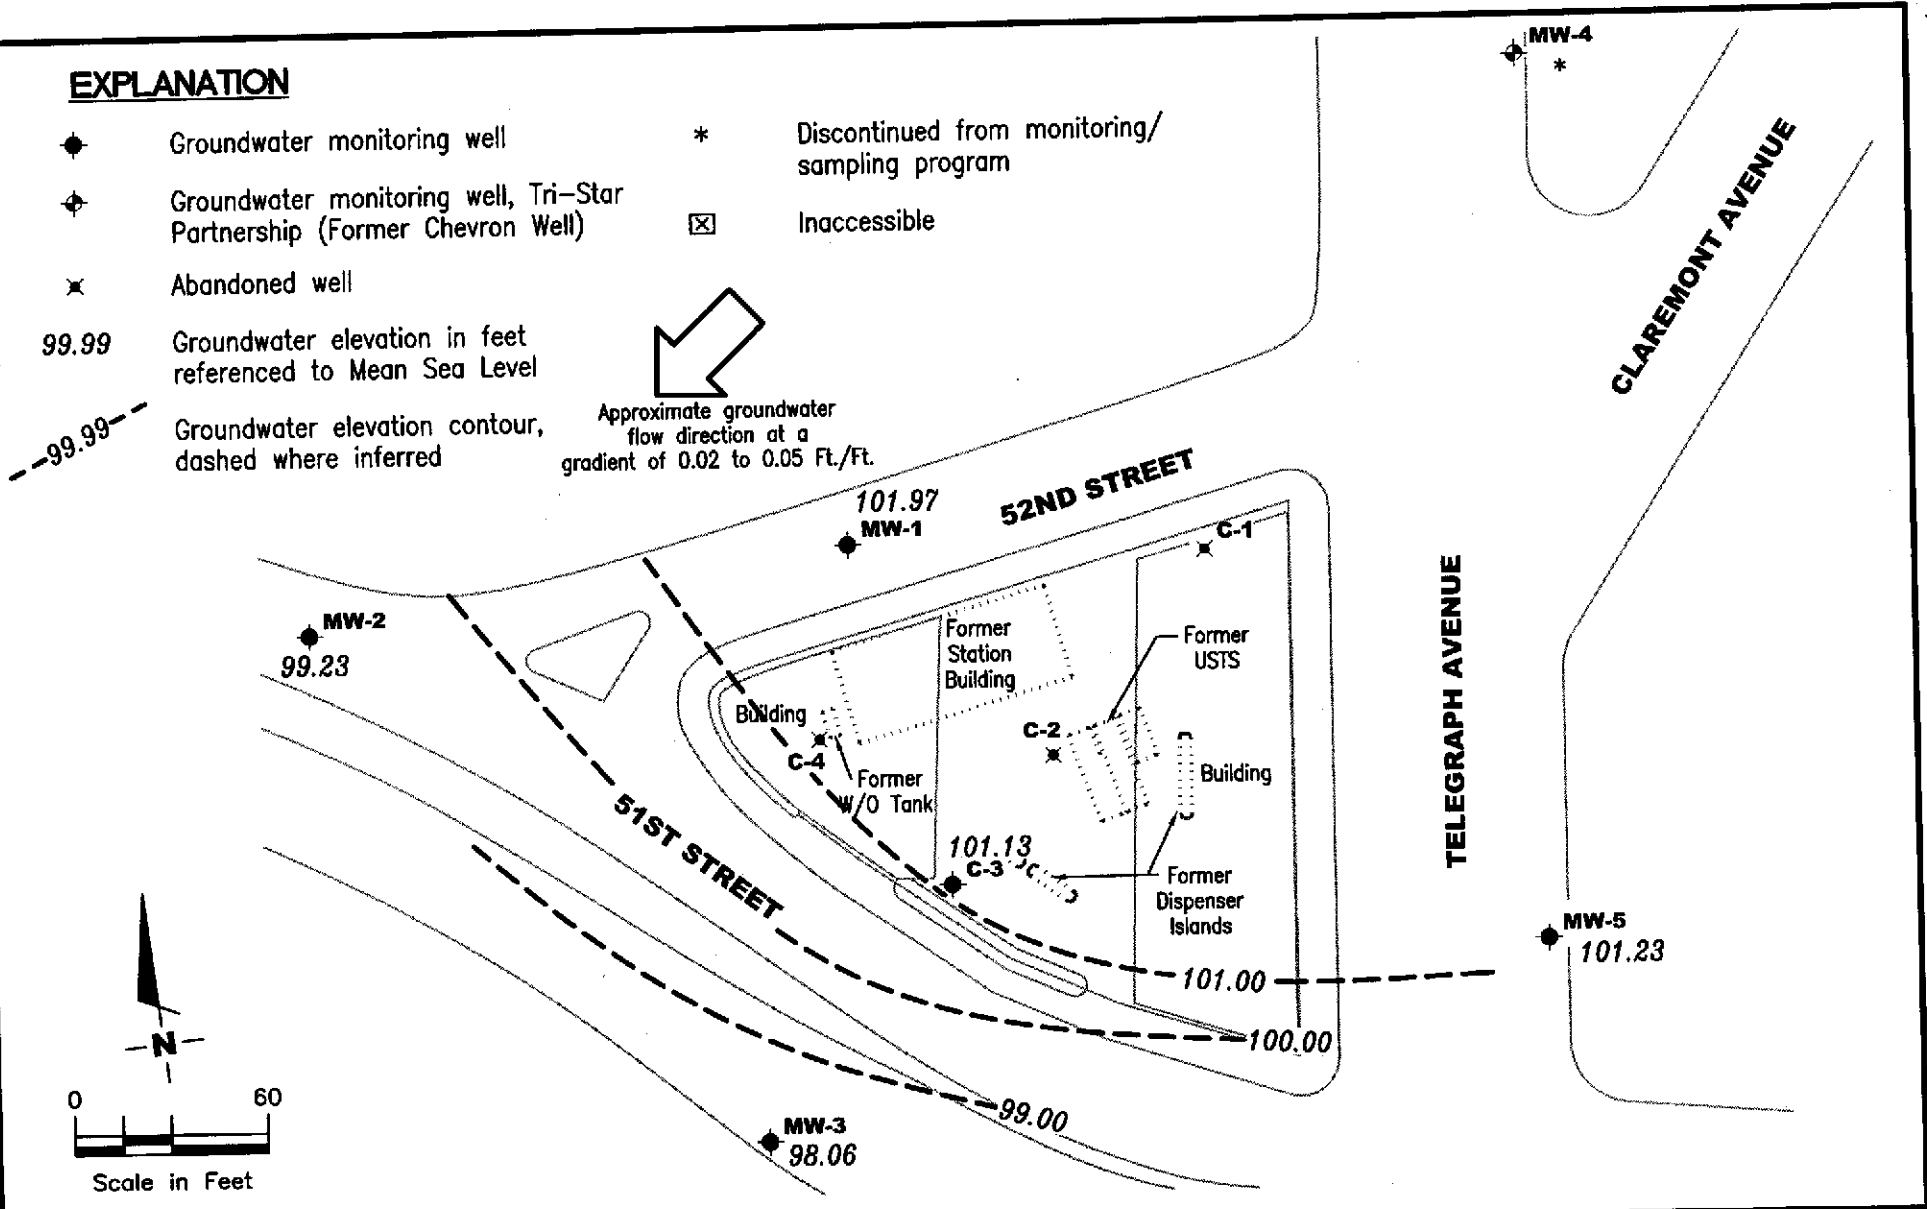 EXPLANATION
Groundwater monitoring well
Groundwater monitoring well, Tri-Star
Partnership (Former Chevron Well)
Abandoned well
99.99
Groundwater elevation in feet
referenced to Mean Sea Level
99.99
Groundwater elevation contour,
dashed where inferred
*
Discontinued from monitoring/
sampling program
Inaccessible
Approximate groundwater
flow direction at a
gradient of 0.02 to 0.05 Ft./Ft.
MW-4
*
CLAREMONT AVENUE
52ND STREET
101.97
MW-1
C-1
MW-2
99.23
Former
Station
Building
Former
USTS
TELEGRAPH AVENUE
Building
C-2
C-4
Former
W/O Tank
Building
51ST STREET
101.13
C-3
Former
Dispenser
Islands
MW-5
101.23
101.00
100.00
99.00
MW-3
98.06
N
0 60
Scale in Feet